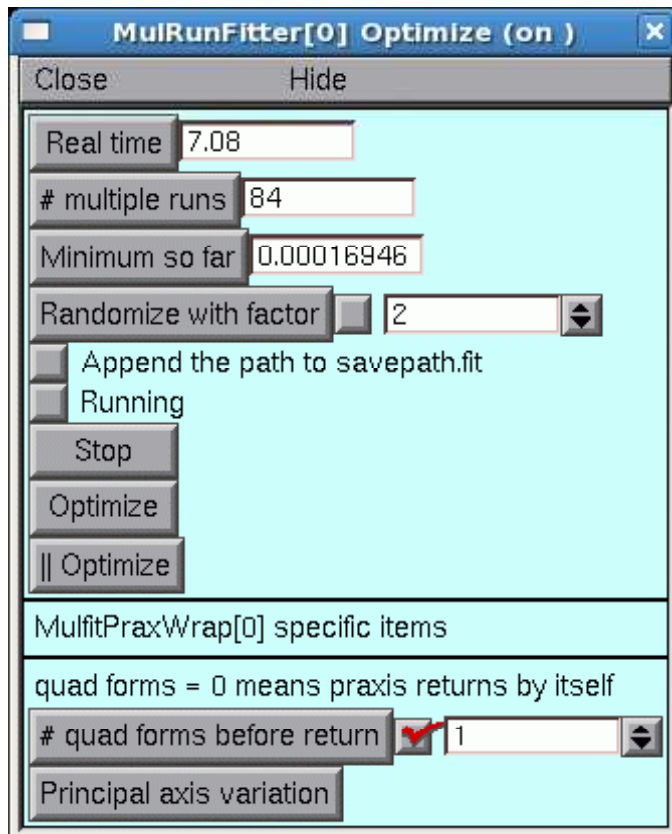 MulRunFitter[0] Optimize (on )
Close Hide
Real time 7.08
# multiple runs 84
Minimum so far 0.00016946
Randomize with factor 2
Append the path to savepath.fit
Running
Stop
Optimize
|| Optimize
MulfitPraxWrap[0] specific items
quad forms = 0 means praxis returns by itself
# quad forms before return 1
Principal axis variation